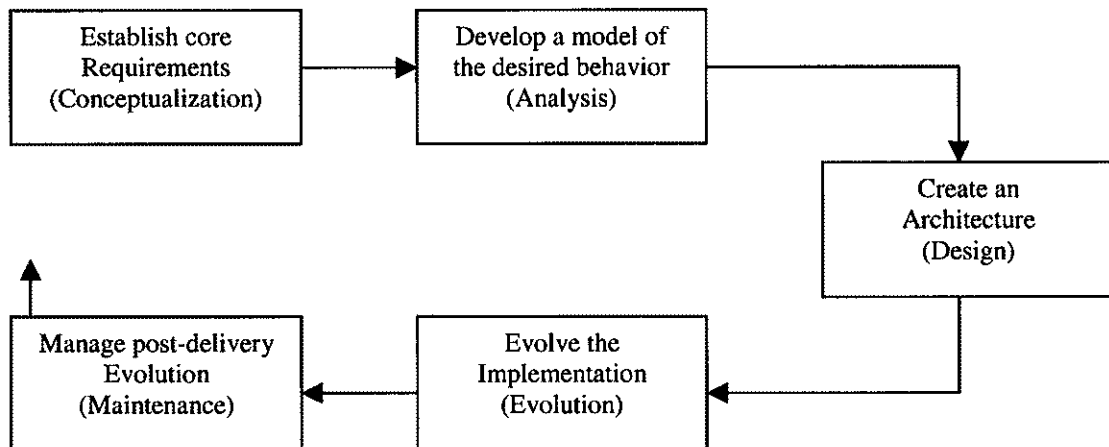 Establish core
Requirements
(Conceptualization)
Develop a model of
the desired behavior
(Analysis)
Create an
Architecture
(Design)
Evolve the
Implementation
(Evolution)
Manage post-delivery
Evolution
(Maintenance)